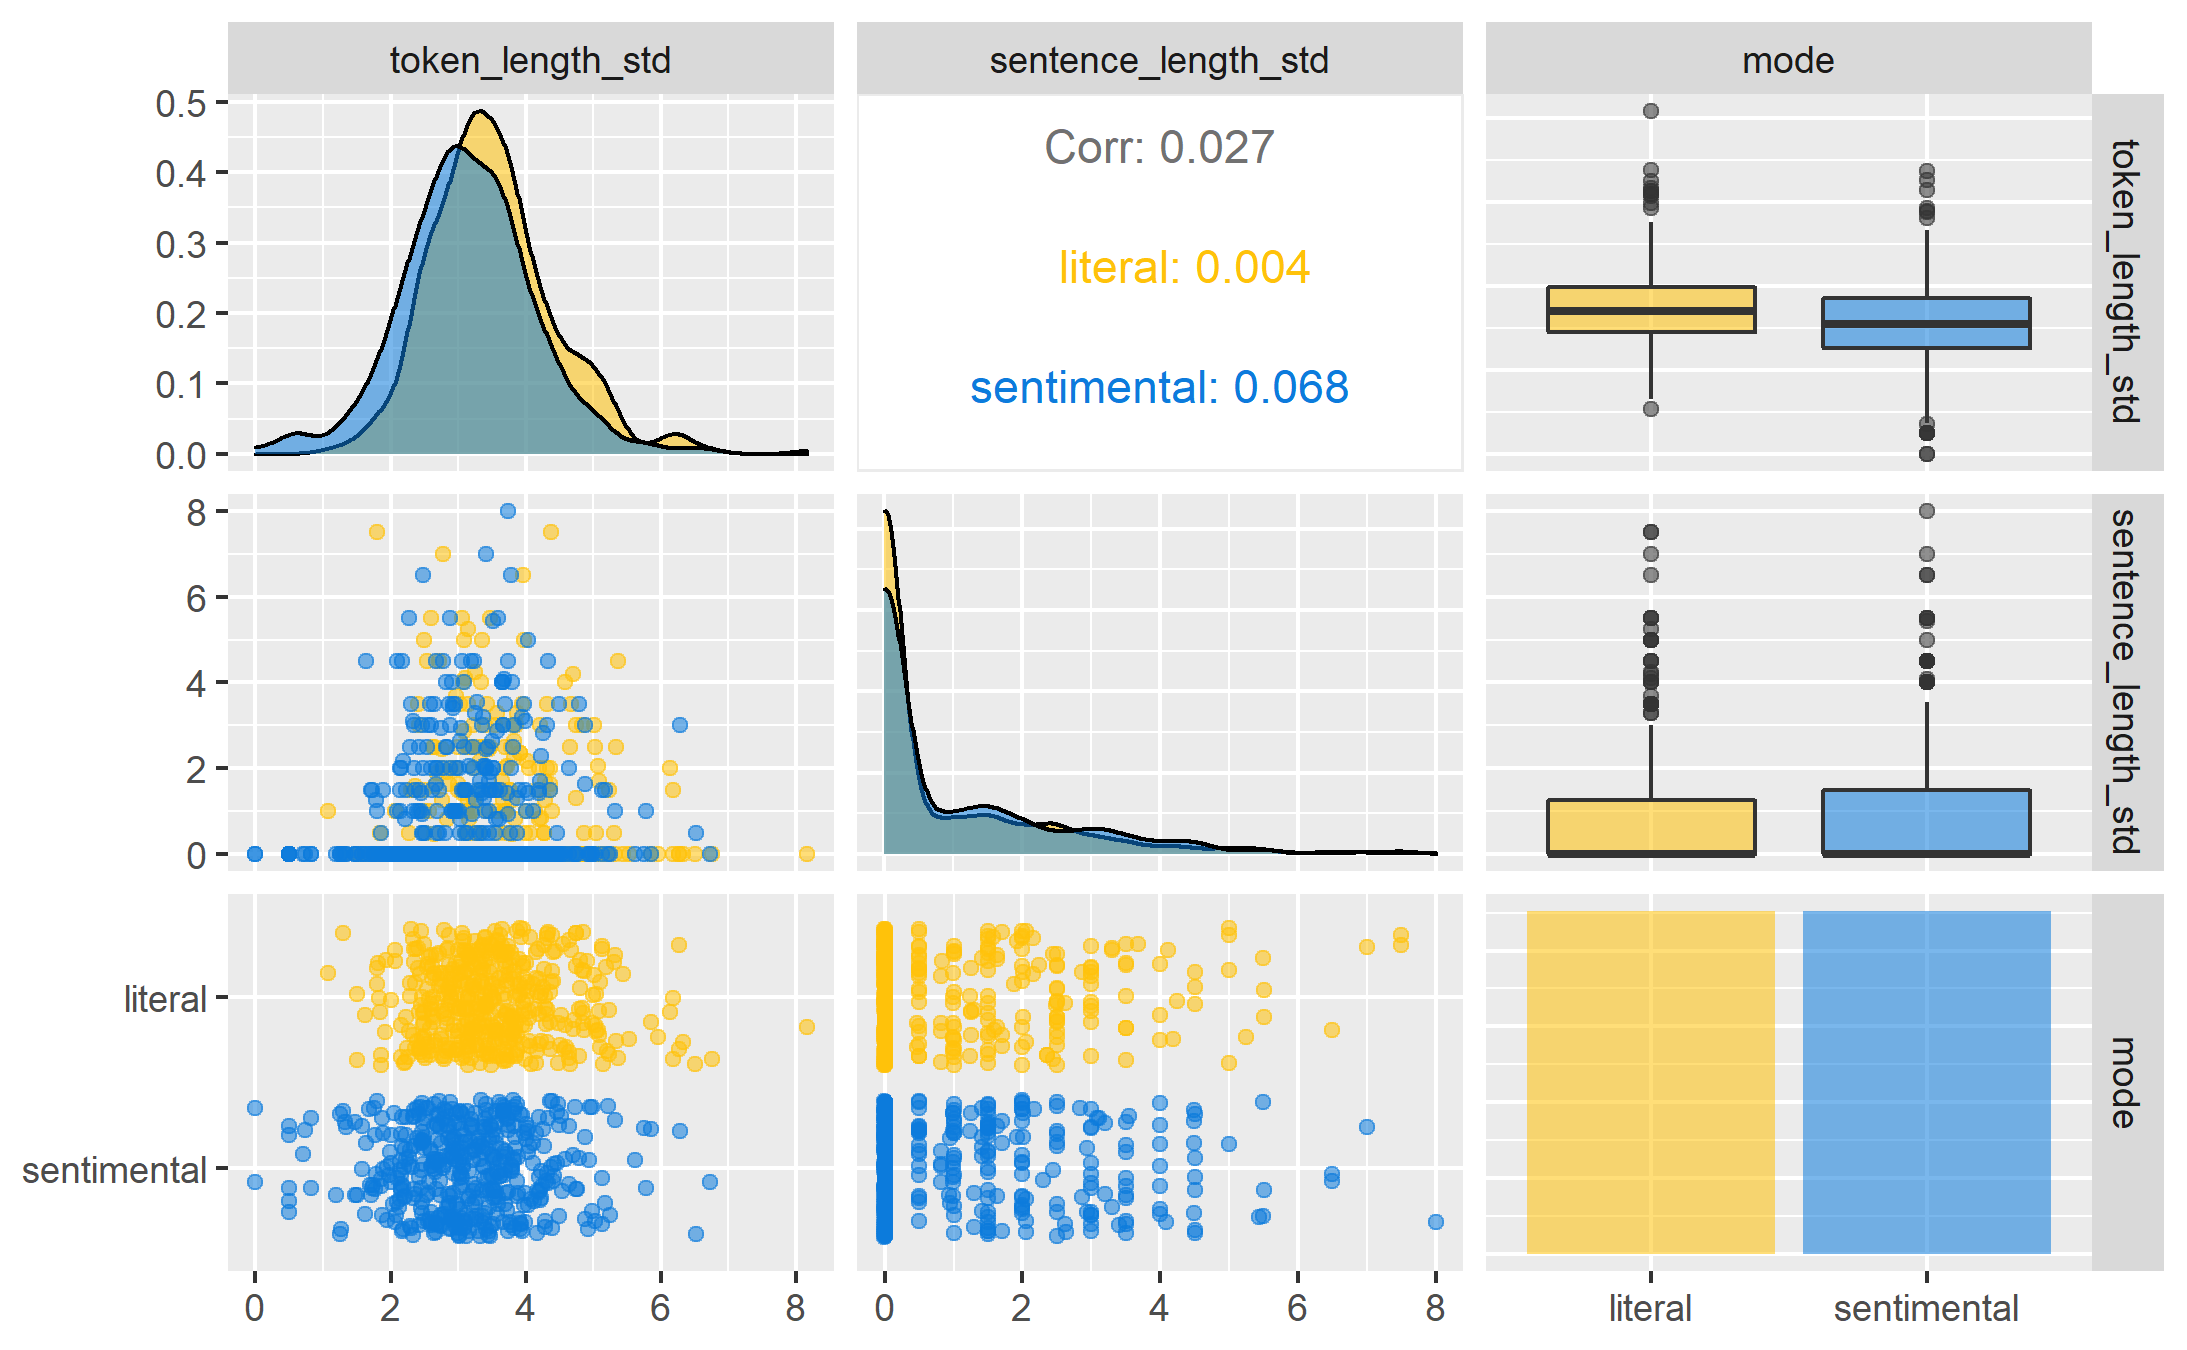 token_length_std
sentence_length_std
mode
0.5
0.4
0.3
0.2
0.1
0.0
Corr: 0.027
literal: 0.004
sentimental: 0.068
token_length_std
8
6
4
2
0
sentence_length_std
literal
sentimental
mode
0 2 4 6 8
0 2 4 6 8
literal sentimental